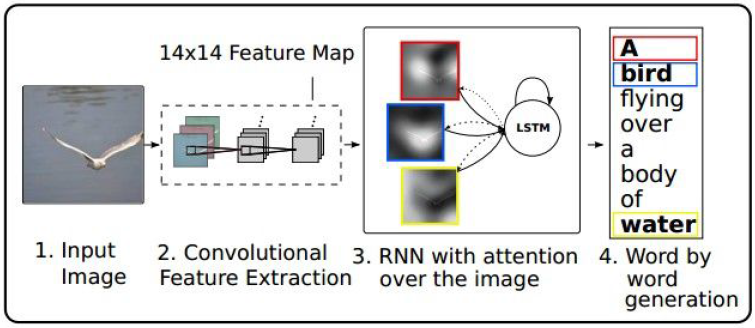 14x14 Feature Map
LSTM
A
bird
flying
over
a
body
of
water
1. Input
Image
2. Convolutional
Feature Extraction
3. RNN with attention
over the image
4. Word by
word
generation